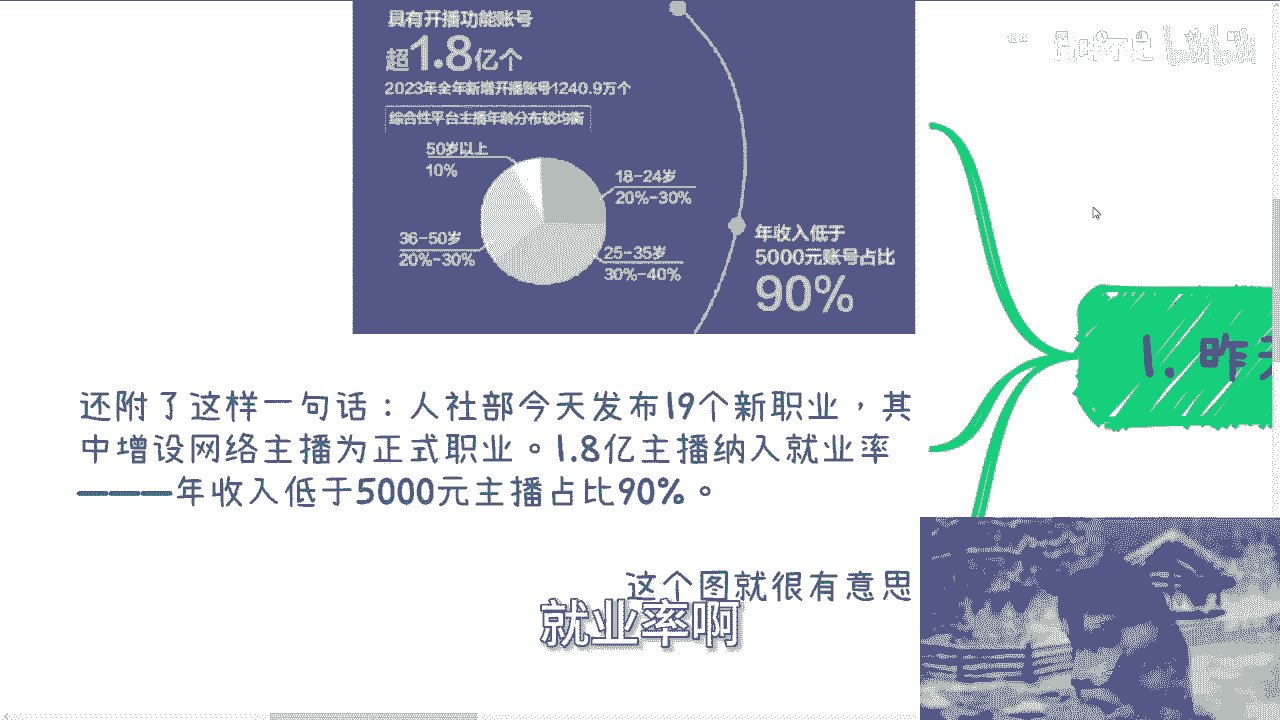 具有开播功能账号
超1.8亿个
2023年全年新增开播账号1240.9万个
综合性平台主播年龄分布较均衡
50岁以上
10%
18-24岁
20%-30%
36-50岁
20%-30%
25-35岁
30%-40%
年收入低于
5000元账号占比
90%
1. 昨天
还附了这样一句话：人社部今天发布19个新职业，其
中增设网络主播为正式职业。1.8亿主播纳入就业率
———年收入低于5000元主播占比90%。
这个图就很有意思
就业率啊